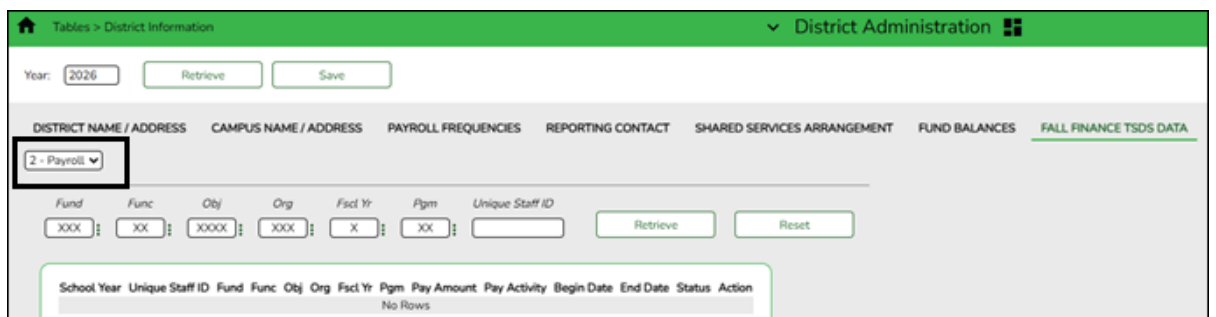 Tables > District Information District Administration
Year: 2026 Retrieve Save
DISTRICT NAME / ADDRESS CAMPUS NAME / ADDRESS PAYROLL FREQUENCIES REPORTING CONTACT SHARED SERVICES ARRANGEMENT FUND BALANCES FALL FINANCE TSDS DATA
2 - Payroll
Fund Func Obj Org Fscl Yr Pgm Unique Staff ID
XXX XX XXXX XXX X XX Retrieve Reset
School Year Unique Staff ID Fund Func Obj Org Fscl Yr Pgm Pay Amount Pay Activity Begin Date End Date Status Action
No Rows